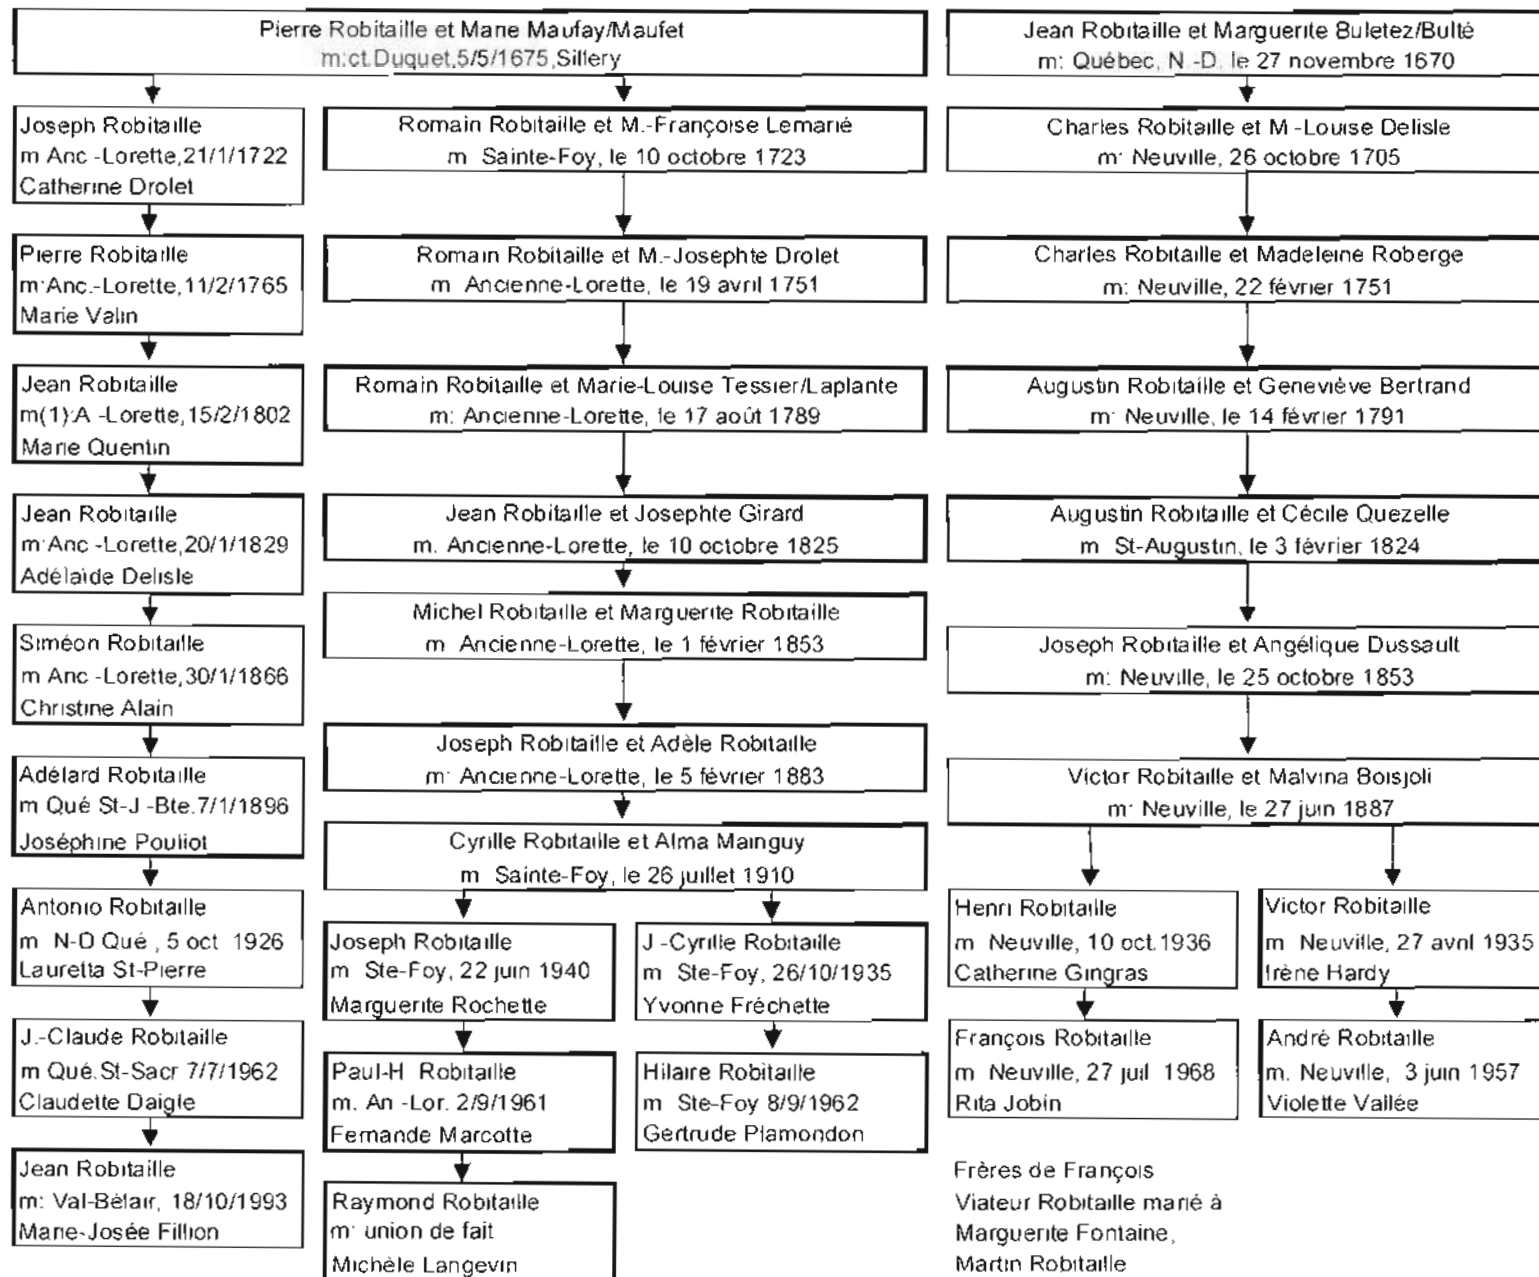 Pierre Robitaille et Marie Maufay/Maufet
m:ct.Duquet,5/5/1675,Sillery
Joseph Robitaille
m Anc -Lorette,21/1/1722
Catherine Drolet
Pierre Robitaille
m:Anc.-Lorette,11/2/1765
Marie Valin
Jean Robitaille
m(1):A -Lorette,15/2/1802
Marie Quentin
Jean Robitaille
m:Anc -Lorette,20/1/1829
Adélaïde Delisle
Siméon Robitaille
m Anc -Lorette,30/1/1866
Christine Alain
Adélard Robitaille
m Qué St-J -Bte.7/1/1896
Joséphine Pouliot
Antonio Robitaille
m N-D Qué , 5 oct 1926
Lauretta St-Pierre
J.-Claude Robitaille
m Qué.St-Sacr 7/7/1962
Claudette Daigle
Jean Robitaille
m: Val-Bélair, 18/10/1993
Marie-Josée Fillion
Romain Robitaille et M.-Françoise Lemarié
m Sainte-Foy, le 10 octobre 1723
Romain Robitaille et M.-Josephte Drolet
m Ancienne-Lorette, le 19 avril 1751
Romain Robitaille et Marie-Louise Tessier/Laplante
m: Ancienne-Lorette, le 17 août 1789
Jean Robitaille et Josephte Girard
m. Ancienne-Lorette, le 10 octobre 1825
Michel Robitaille et Marguerite Robitaille
m Ancienne-Lorette, le 1 février 1853
Joseph Robitaille et Adèle Robitaille
m: Ancienne-Lorette, le 5 février 1883
Cyrille Robitaille et Alma Mainguy
m Sainte-Foy, le 26 juillet 1910
Joseph Robitaille
m Ste-Foy, 22 juin 1940
Marguerite Rochette
Paul-H Robitaille
m. An -Lor. 2/9/1961
Fernande Marcotte
Raymond Robitaille
m: union de fait
Michèle Langevin
J -Cyrille Robitaille
m Ste-Foy, 26/10/1935
Yvonne Fréchette
Hilaire Robitaille
m Ste-Foy 8/9/1962
Gertrude Plamondon
Jean Robitaille et Marguerite Buletez/Bulté
m: Québec, N -D. le 27 novembre 1670
Charles Robitaille et M -Louise Delisle
m: Neuville, 26 octobre 1705
Charles Robitaille et Madeleine Roberge
m: Neuville, 22 février 1751
Augustin Robitaille et Geneviève Bertrand
m: Neuville, le 14 février 1791
Augustin Robitaille et Cécile Quezelle
m St-Augustin, le 3 février 1824
Joseph Robitaille et Angélique Dussault
m: Neuville, le 25 octobre 1853
Victor Robitaille et Malvina Boisjoli
m: Neuville, le 27 juin 1887
Henri Robitaille
m Neuville, 10 oct.1936
Catherine Gingras
François Robitaille
m Neuville, 27 juil 1968
Rita Jobin
Victor Robitaille
m Neuville, 27 avril 1935
Irène Hardy
André Robitaille
m. Neuville, 3 juin 1957
Violette Vallée
Frères de François
Viateur Robitaille marié à
Marguerite Fontaine,
Martin Robitaille